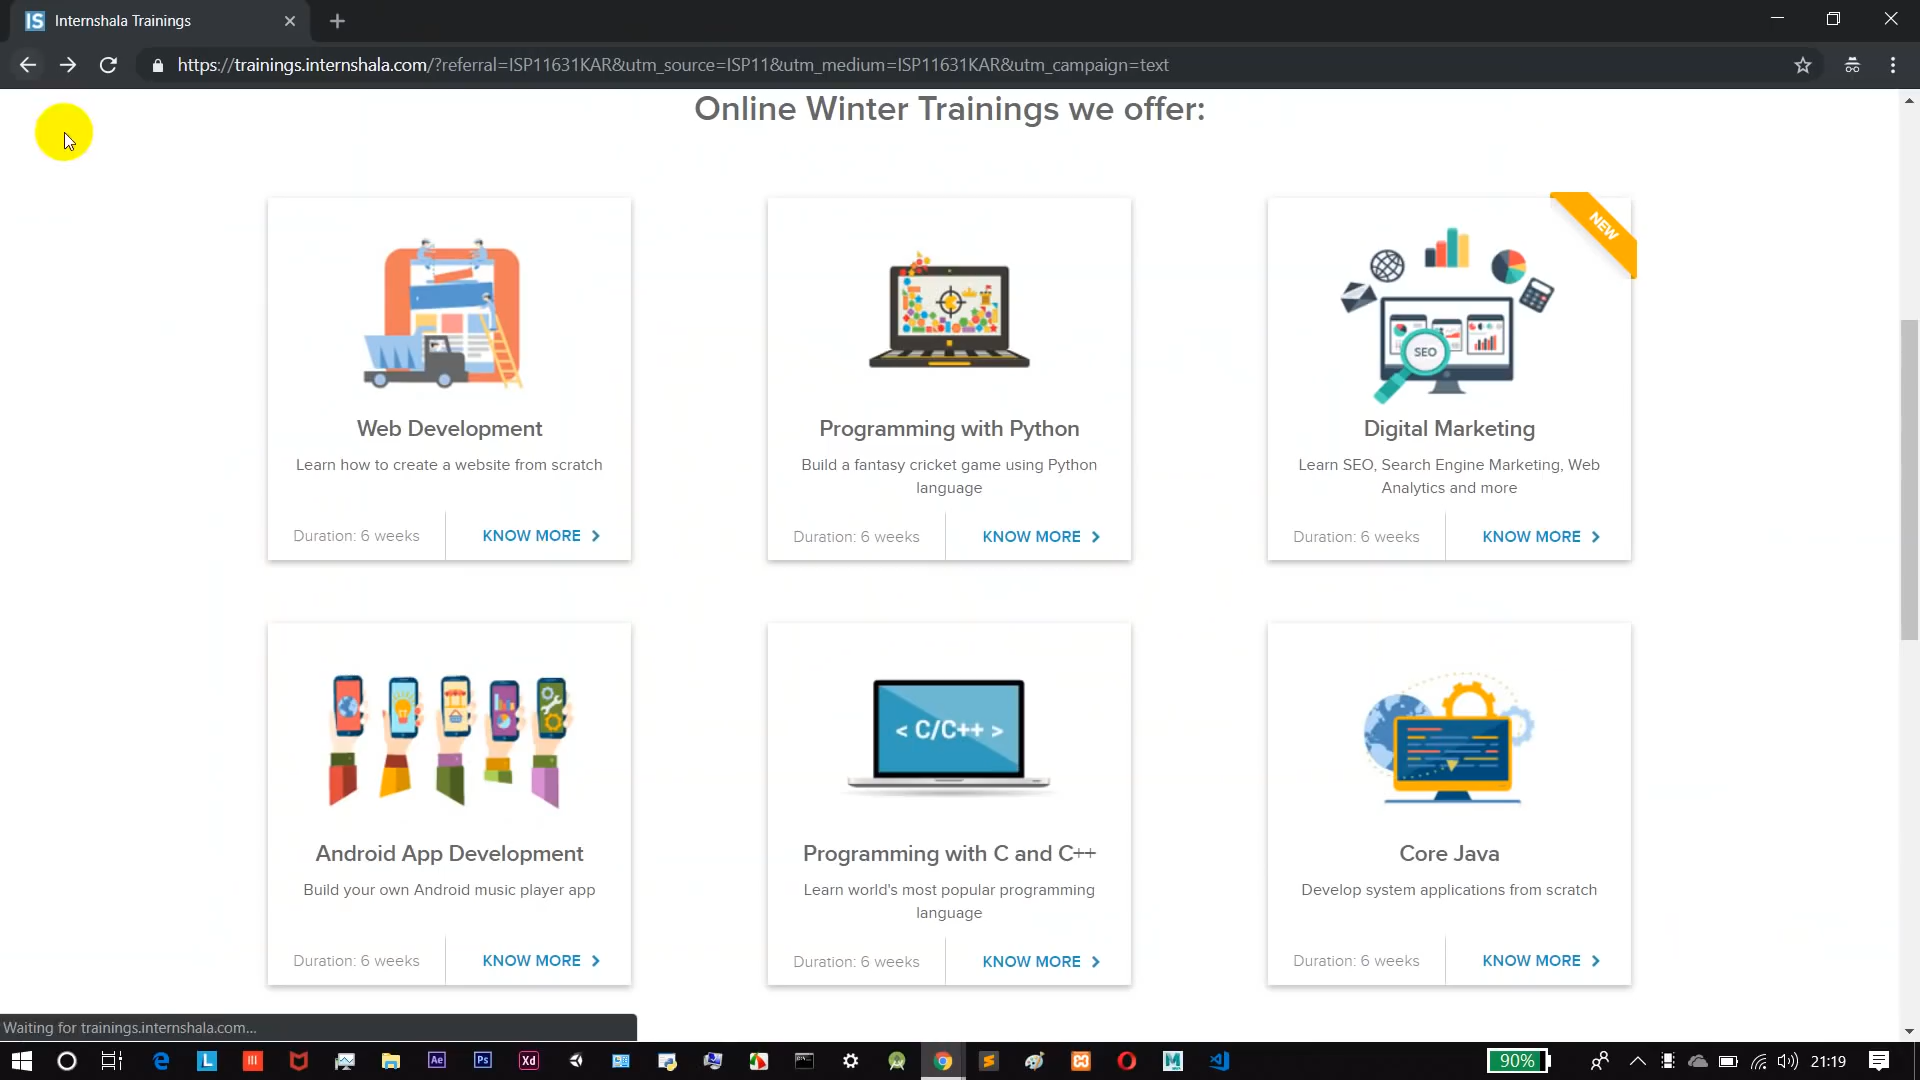 IS Internshala Trainings
https://trainings.internshala.com/?referral=ISP11631KAR&utm_source=ISP11&utm_medium=ISP11631KAR&utm_campaign=text
Online Winter Trainings we offer:
Web Development
Learn how to create a website from scratch
Duration: 6 weeks
KNOW MORE
Programming with Python
Build a fantasy cricket game using Python
language
Duration: 6 weeks
KNOW MORE
NEW
SEO
Digital Marketing
Learn SEO, Search Engine Marketing, Web
Analytics and more
Duration: 6 weeks
KNOW MORE
Android App Development
Build your own Android music player app
Duration: 6 weeks
KNOW MORE
< C/C++ >
Programming with C and C++
Learn world's most popular programming
language
Duration: 6 weeks
KNOW MORE
Core Java
Develop system applications from scratch
Duration: 6 weeks
KNOW MORE
Waiting for trainings.internshala.com...
L Ae Ps Xd 90% 21:19